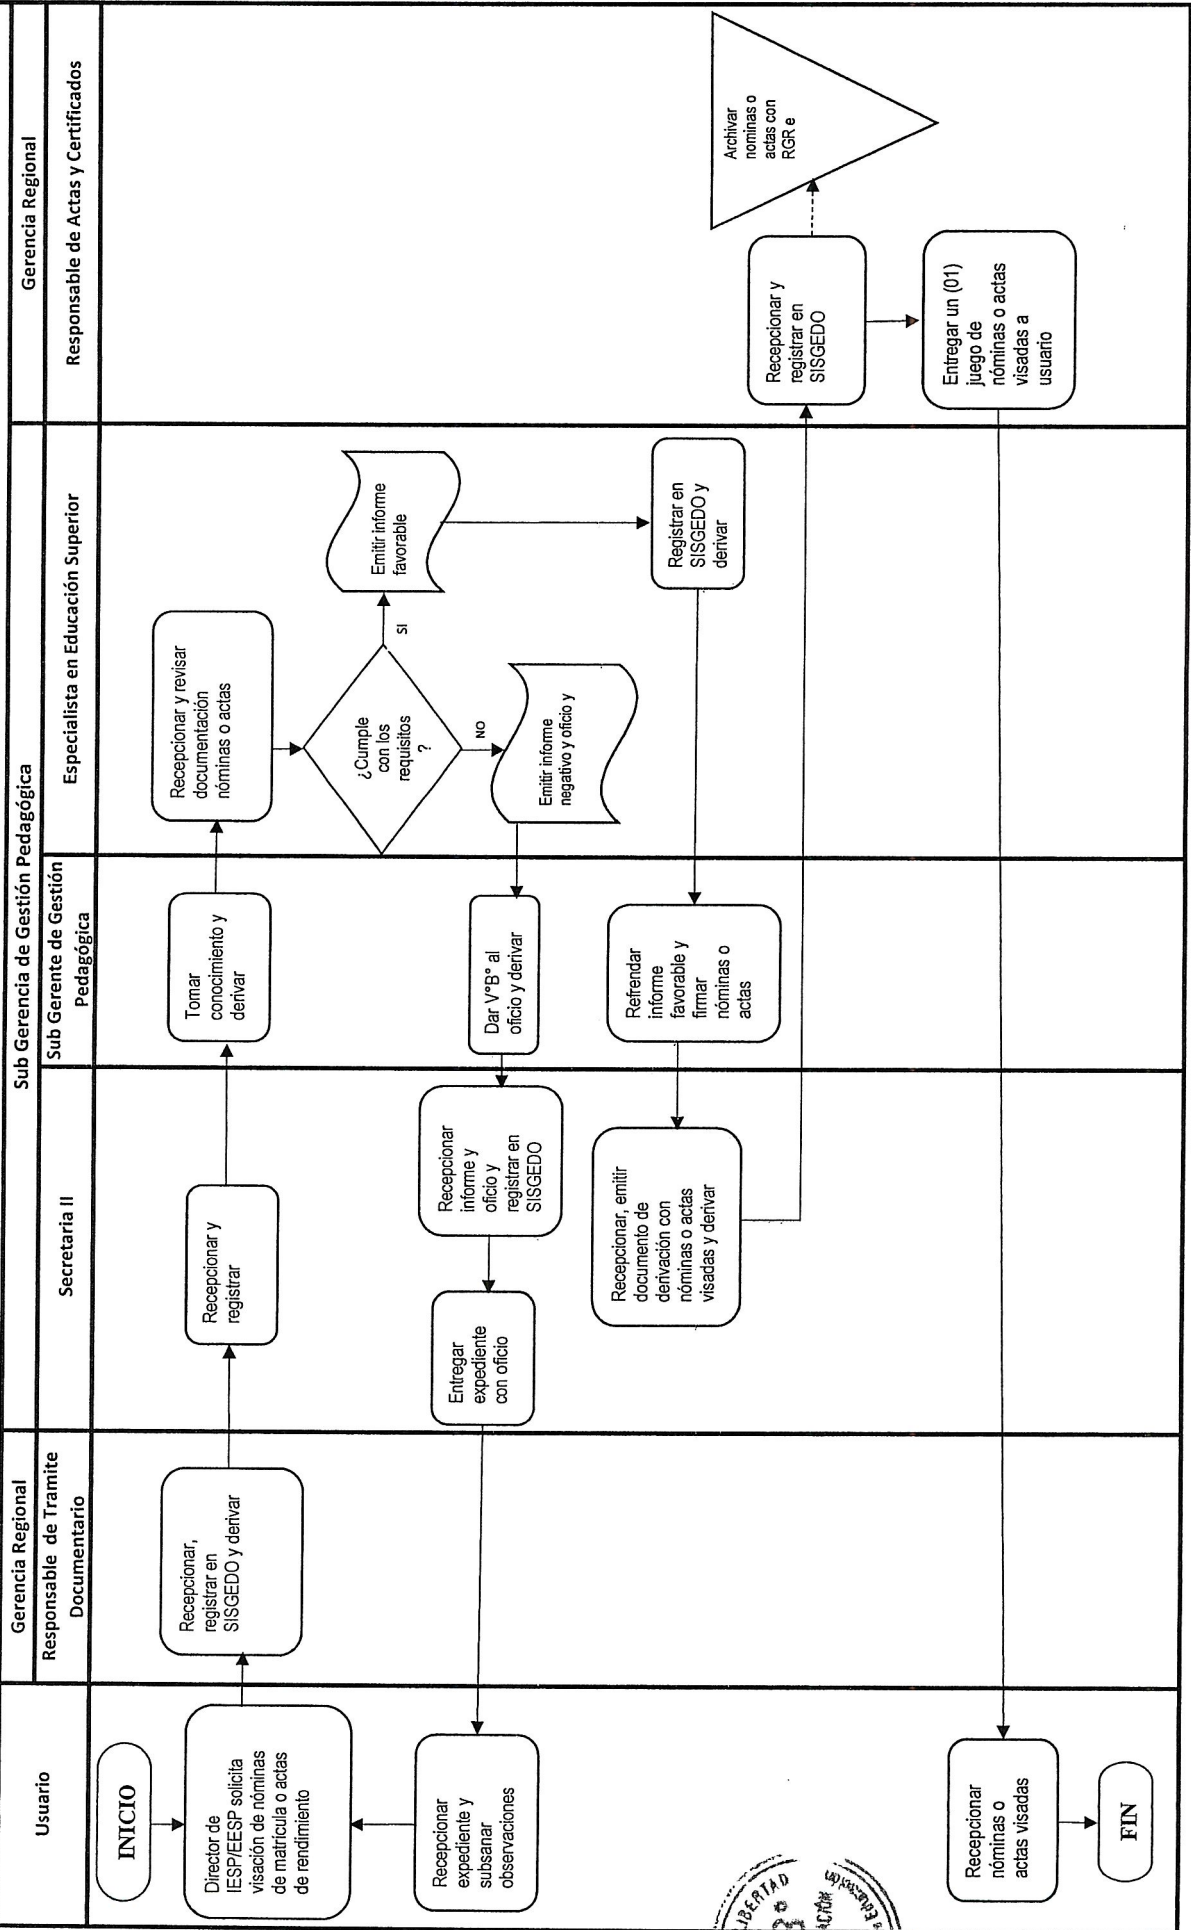 Usuario
Gerencia Regional
Responsable de Tramite
Documentario
Sub Gerencia de Gestión Pedagógica
Secretaria II
Sub Gerente de Gestión
Pedagógica
Especialista en Educación Superior
Gerencia Regional
Responsable de Actas y Certificados
INICIO
Director de
IESP/EESP solicita
visación de nóminas
de matrícula o actas
de rendimiento
Recepcionar,
registrar en
SISGEDO y derivar
Recepcionar y
registrar
Tomar
conocimiento y
derivar
Recepcionar y revisar
documentación
nóminas o actas
¿Cumple
con los
requisitos
?
SI
NO
Emitir informe
favorable
Emitir informe
negativo y oficio y
Dar V°B° al
oficio y derivar
Recepcionar
informe y
oficio y
registrar en
SISGEDO
Entregar
expediente
con oficio
Recepcionar
expediente y
subsanar
observaciones
Registrar en
SISGEDO y
derivar
Refrendar
informe
favorable y
firmar
nóminas o
actas
Recepcionar, emitir
documento de
derivación con
nóminas o actas
visadas y derivar
Recepcionar y
registrar en
SISGEDO
Archivar
nominas o
actas con
RGR e
Entregar un (01)
juego de
nóminas o actas
visadas a
usuario
Recepcionar
nóminas o
actas visadas
FIN